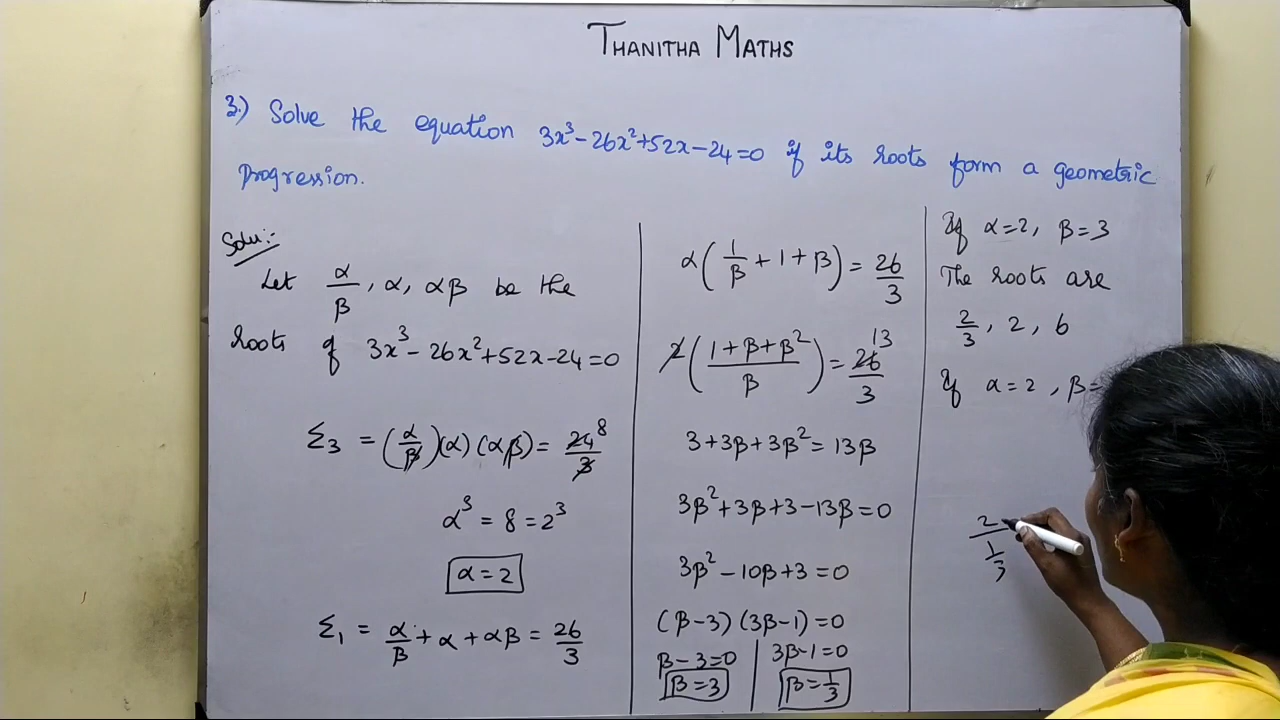 THANITHA MATHS
3.) Solve the equation 3x³-26x²+52x-24=0 if its roots form a geometric
progression.
Solu:-
Let α/β, α, αβ be the
roots of 3x³-26x²+52x-24=0
Σ₃ = (α/β)(α)(αβ) = 24/3 8
α³ = 8 = 2³
α = 2
Σ₁ = α/β + α + αβ = 26/3
α(1/β + 1 + β) = 26/3
2((1+β+β²)/β) = 26/3 13
3+3β+3β² = 13β
3β²+3β+3-13β=0
3β²-10β+3=0
(β-3)(3β-1)=0
β-3=0
β=3
3β-1=0
β=1/3
If α=2, β=3
The roots are
2/3, 2, 6
If α=2, β=
2/(1/3)